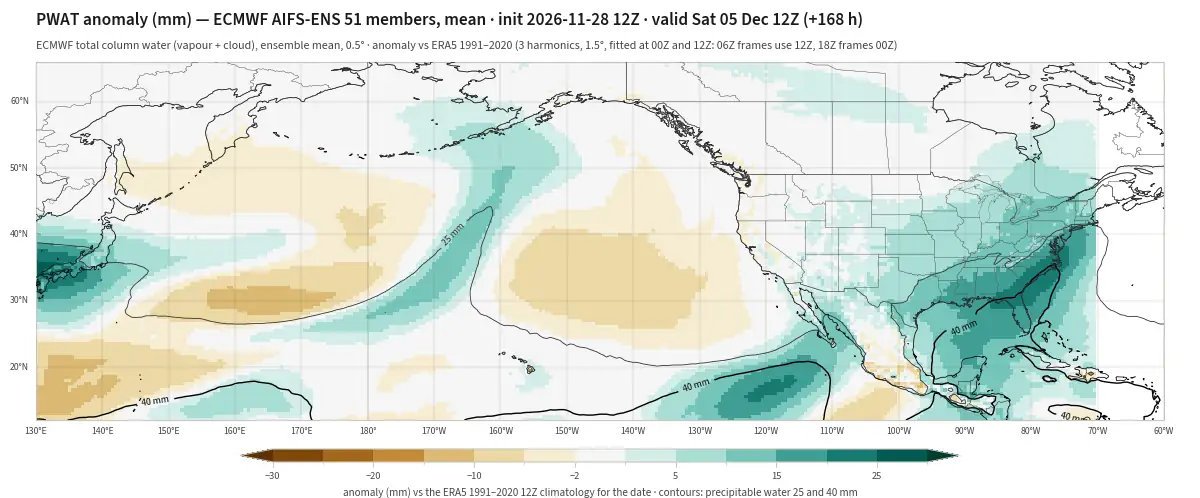 PWAT anomaly (mm) — ECMWF AIFS-ENS 51 members, mean · init 2026-11-28 12Z · valid Sat 05 Dec 12Z (+168 h)
ECMWF total column water (vapour + cloud), ensemble mean, 0.5° · anomaly vs ERA5 1991–2020 (3 harmonics, 1.5°, fitted at 00Z and 12Z: 06Z frames use 12Z, 18Z frames 00Z)
60°N
50°N
40°N
30°N
20°N
25 mm
40 mm
40 mm
40 mm
40 mm
130°E 140°E 150°E 160°E 170°E 180° 170°W 160°W 150°W 140°W 130°W 120°W 110°W 100°W 90°W 80°W 70°W 60°W
−30 −20 −10 −2 5 15 25
anomaly (mm) vs the ERA5 1991–2020 12Z climatology for the date · contours: precipitable water 25 and 40 mm